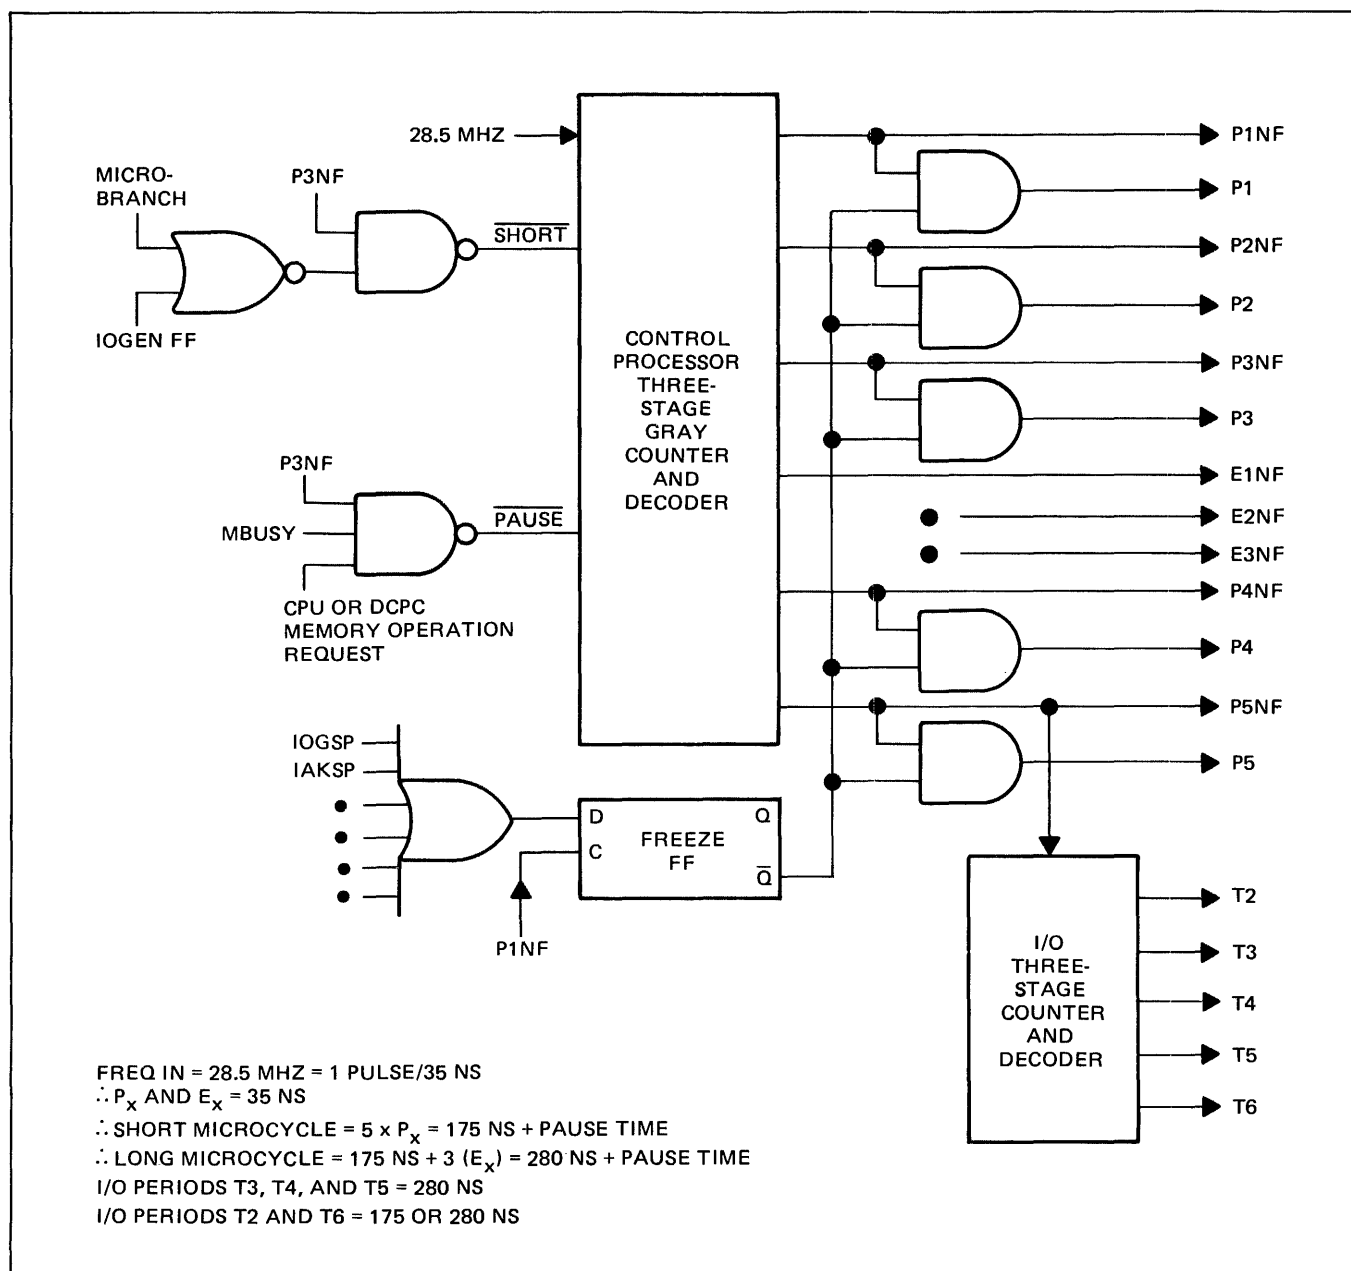 28.5 MHZ
P1NF
MICRO-
BRANCH
P3NF
P1
SHORT
P2NF
IOGEN FF
P2
CONTROL
PROCESSOR
THREE-
STAGE
GRAY
COUNTER
AND
DECODER
P3NF
P3
P3NF
E1NF
MBUSY
PAUSE
E2NF
E3NF
CPU OR DCPC
MEMORY OPERATION
REQUEST
P4NF
P4
P5NF
IOGSP
IAKSP
P5
D
Q
C
FREEZE
FF
Q
P1NF
I/O
THREE-
STAGE
COUNTER
AND
DECODER
T2
T3
T4
T5
T6
FREQ IN = 28.5 MHZ = 1 PULSE/35 NS
∴ Px AND Ex = 35 NS
∴ SHORT MICROCYCLE = 5 x Px = 175 NS + PAUSE TIME
∴ LONG MICROCYCLE = 175 NS + 3 (Ex) = 280 NS + PAUSE TIME
I/O PERIODS T3, T4, AND T5 = 280 NS
I/O PERIODS T2 AND T6 = 175 OR 280 NS